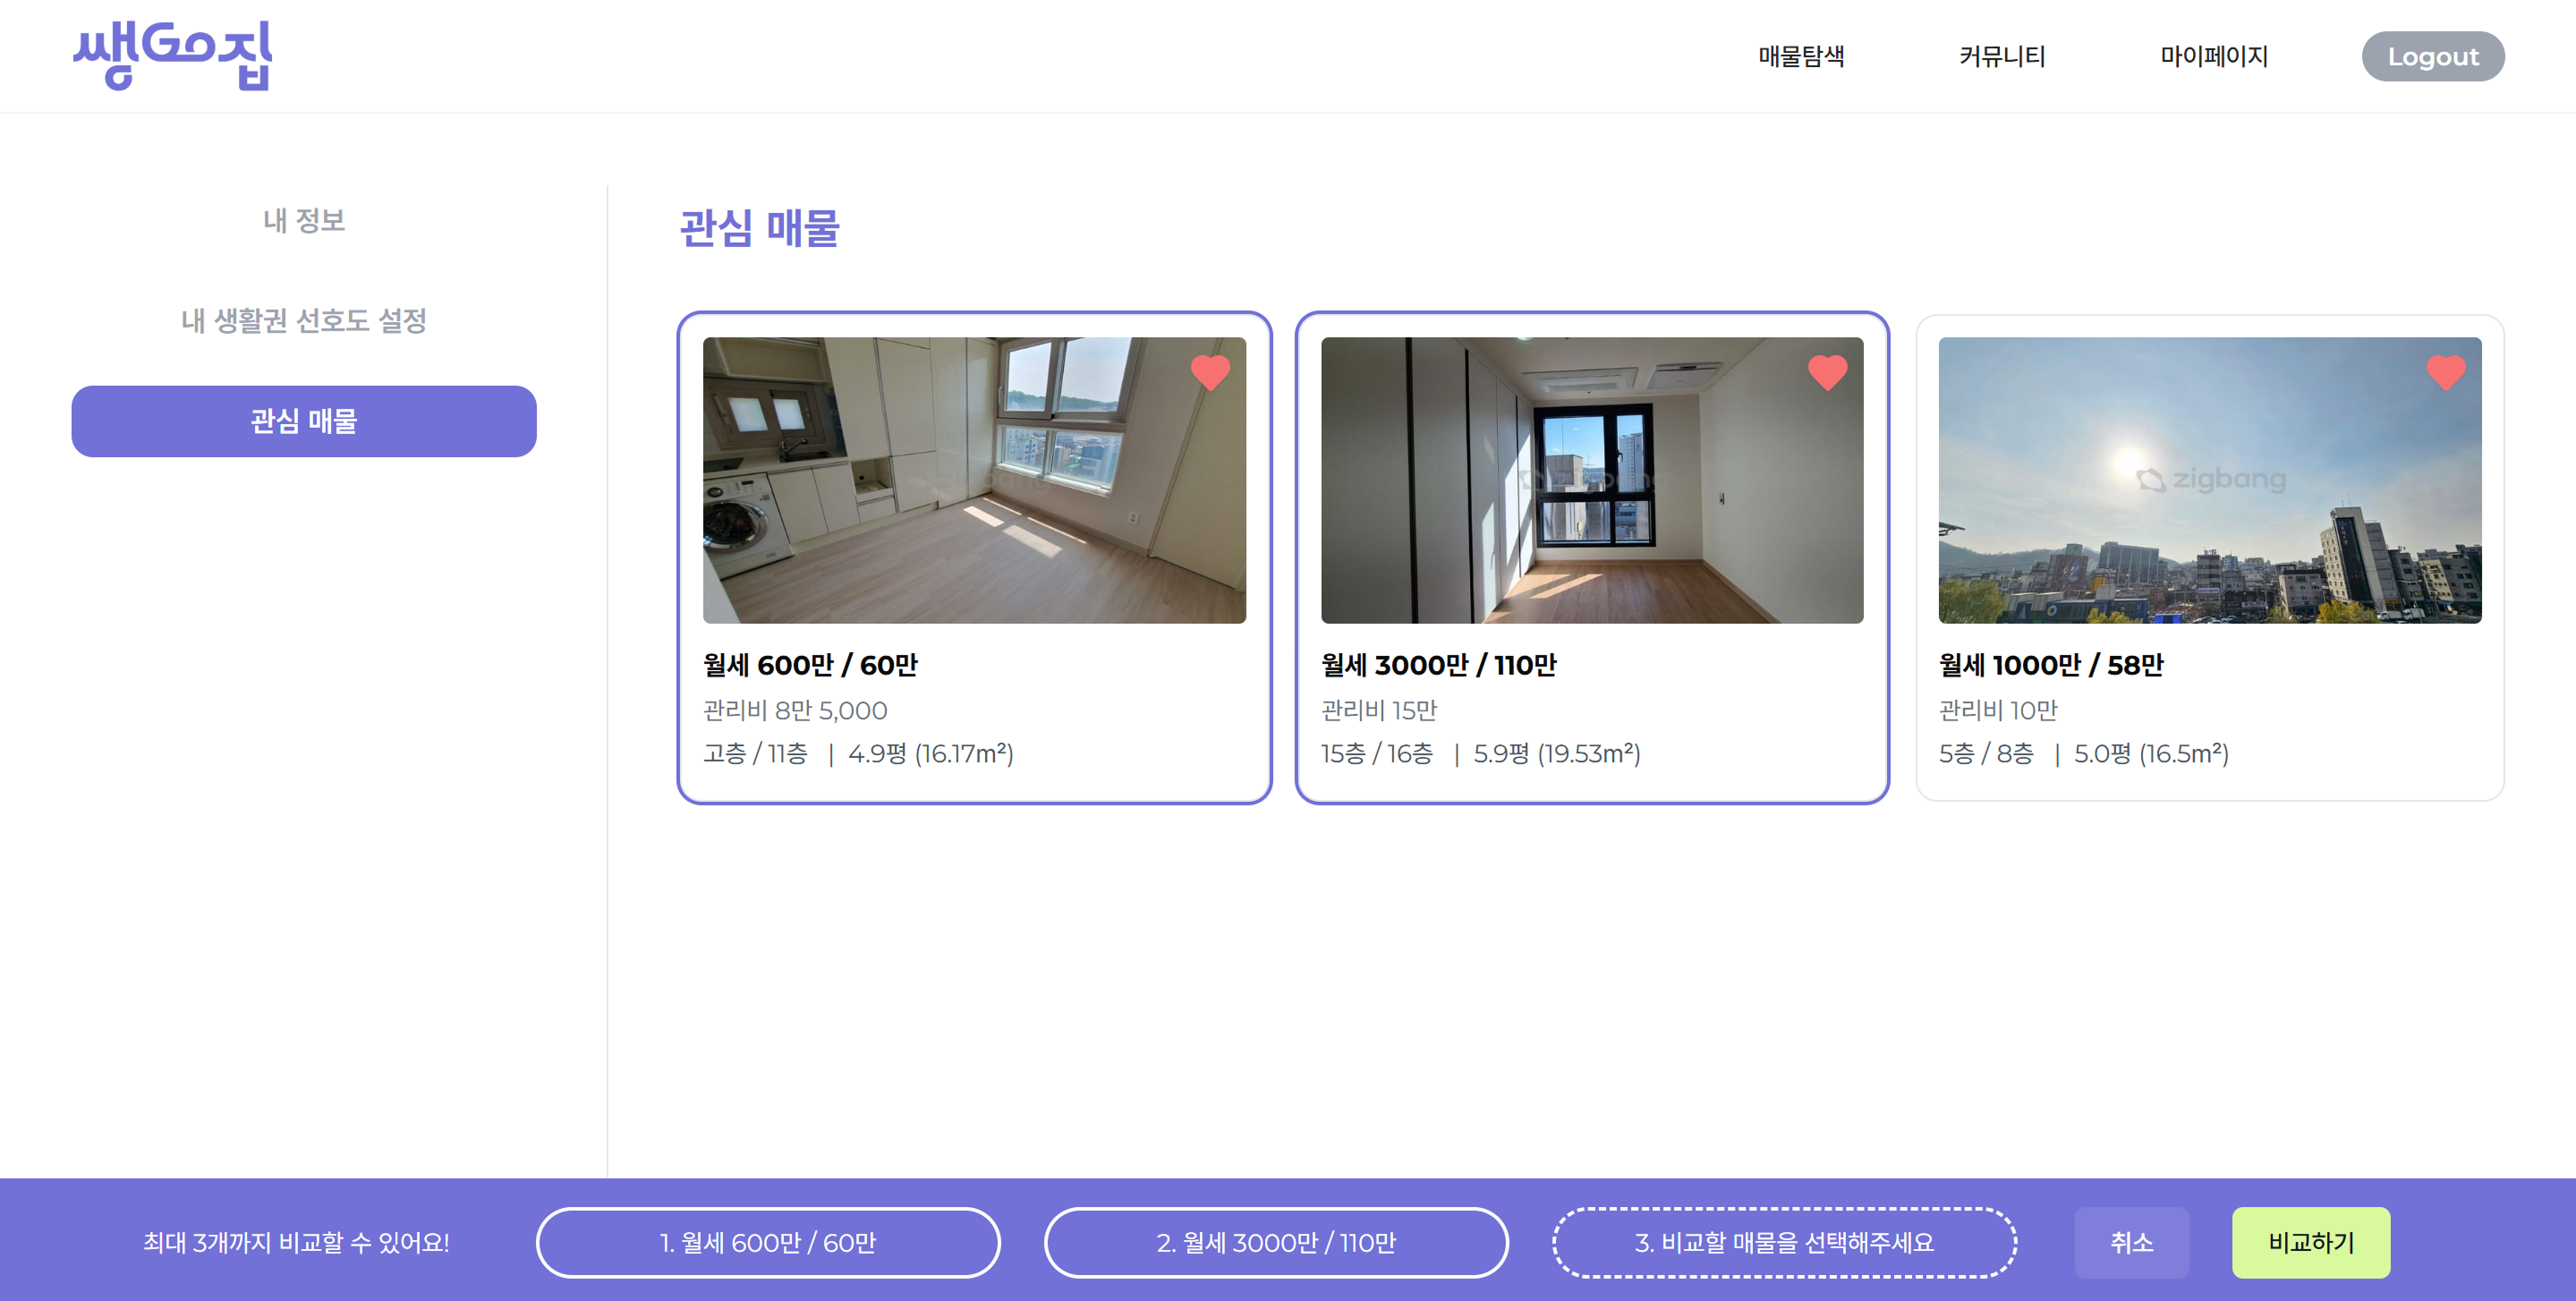 쌩Go집
매물탐색
커뮤니티
마이페이지
Logout
내 정보
내 생활권 선호도 설정
관심 매물
관심 매물
zigbang
월세 600만 / 60만
관리비 8만 5,000
고층 / 11층 | 4.9평 (16.17m²)
zigbang
월세 3000만 / 110만
관리비 15만
15층 / 16층 | 5.9평 (19.53m²)
zigbang
월세 1000만 / 58만
관리비 10만
5층 / 8층 | 5.0평 (16.5m²)
최대 3개까지 비교할 수 있어요!
1. 월세 600만 / 60만
2. 월세 3000만 / 110만
3. 비교할 매물을 선택해주세요
취소
비교하기